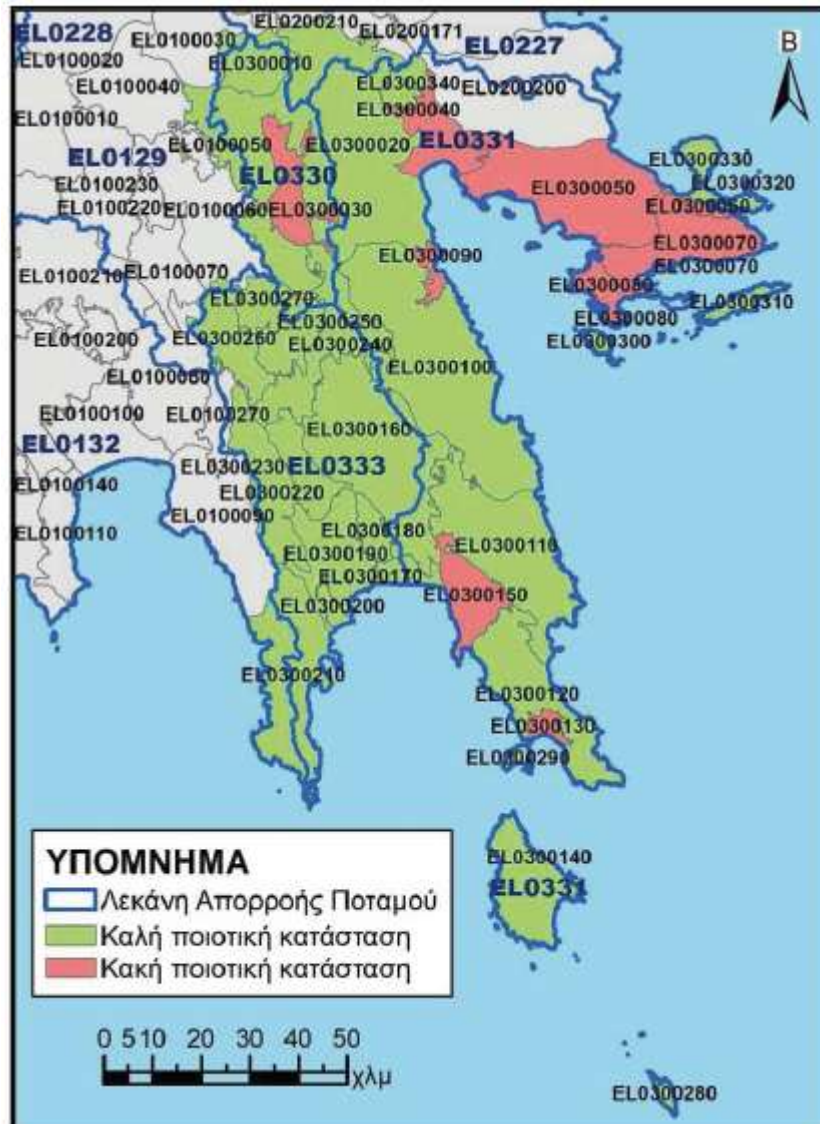 EL0228
EL0100030
EL0200210
EL0200171
EL0227
B
EL0100020
EL0300010
EL0100040
EL0300340
EL0200200
EL0100010
EL0300040
EL0129
EL0100050
EL0300020
EL0331
EL0300330
EL0330
EL0300320
EL0100230
EL0300050
EL0100220
EL0100060
EL0300030
EL0300060
EL0300070
EL0300090
EL0300070
EL0100210
EL0100070
EL0300080
EL0300270
EL0300310
EL0300260
EL0300250
EL0300080
EL0100200
EL0300240
EL0300300
EL0100080
EL0300100
EL0100100
EL0100270
EL0300160
EL0132
EL0300230
EL0333
EL0100140
EL0300220
EL0100090
EL0100110
EL0300180
EL0300110
EL0300190
EL0300170
EL0300150
EL0300200
EL0300210
EL0300120
EL0300130
EL0300290
EL0300140
EL0331
ΥΠΟΜΝΗΜΑ
Λεκάνη Απορροής Ποταμού
Καλή ποιοτική κατάσταση
Κακή ποιοτική κατάσταση
0 5 10 20 30 40 50
χλμ
EL0300280